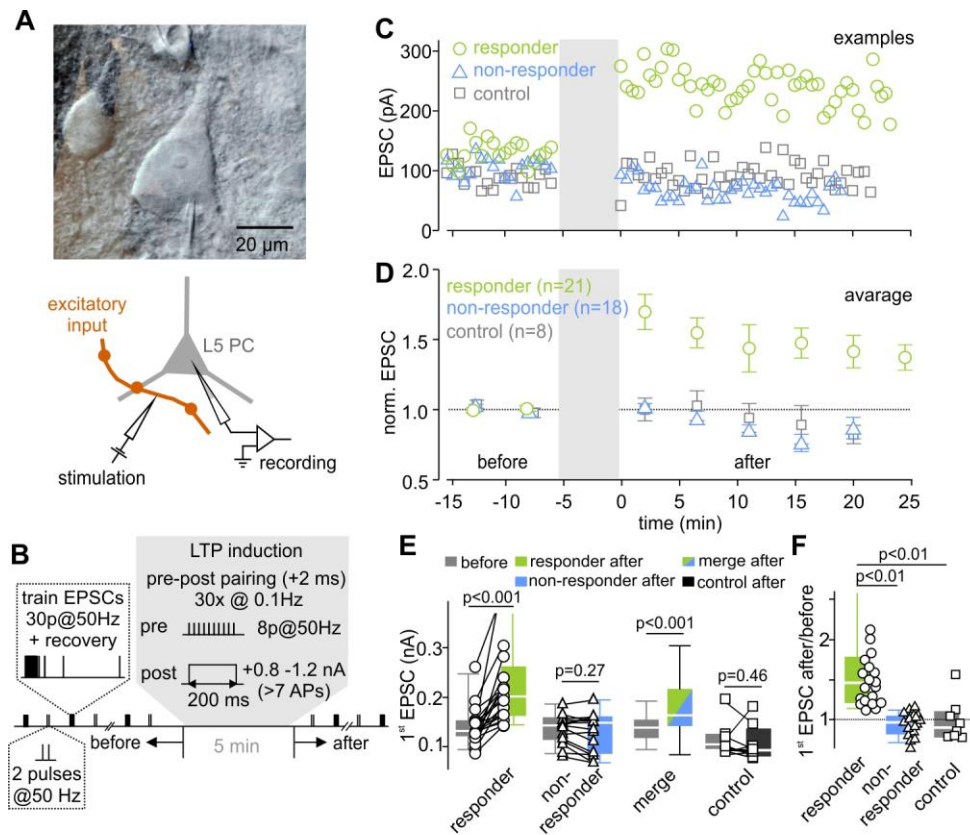 A
20 µm
excitatory
input
L5 PC
stimulation
recording
B
train EPSCs
30p@50Hz
+ recovery
2 pulses
@50 Hz
LTP induction
pre-post pairing (+2 ms)
30x @ 0.1Hz
pre
8p@50Hz
post
+0.8 -1.2 nA
(>7 APs)
200 ms
before
5 min
after
C
responder
non-responder
control
examples
EPSC (pA)
300
200
100
0
D
responder (n=21)
non-responder (n=18)
control (n=8)
avarage
norm. EPSC
2.0
1.5
1.0
0.5
before
after
-15 -10 -5 0 5 10 15 20 25
time (min)
E
before
responder after
non-responder after
merge after
control after
1st EPSC (nA)
0.3
0.2
0.1
p<0.001
p=0.27
p<0.001
p=0.46
responder
non-
responder
merge
control
F
p<0.01
p<0.01
1st EPSC after/before
2
1
responder
non-
responder
control